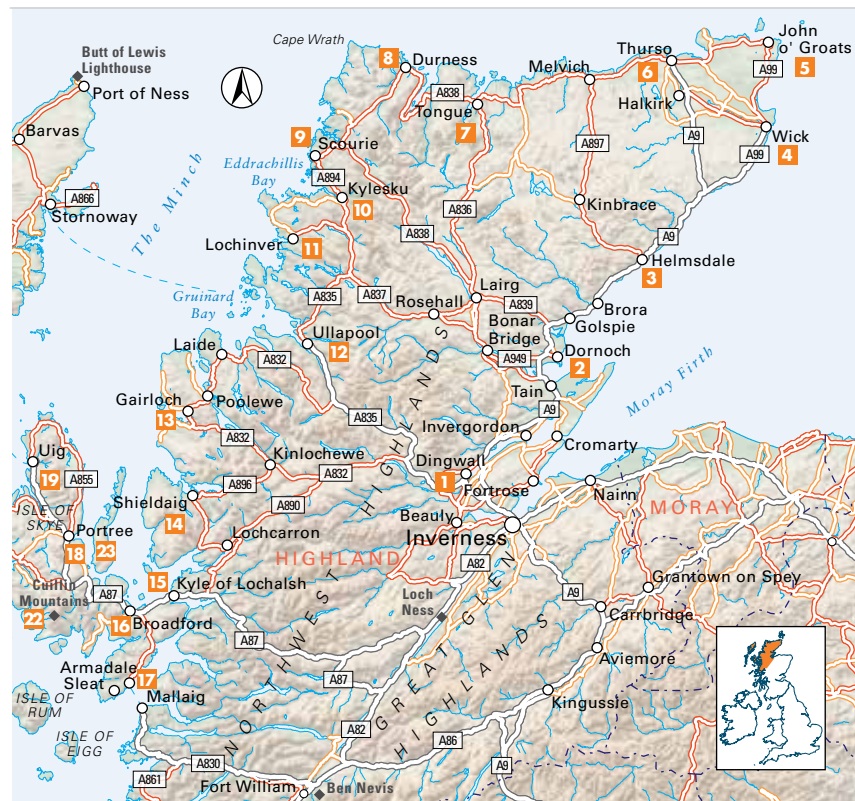 Cape Wrath
Butt of Lewis
Lighthouse
Port of Ness
Barvas
A866
Stornoway
The Minch
8
Durness
A838
Tongue
7
Melvich
Thurso
6
John
o' Groats
5
A99
Halkirk
A9
Wick
4
A99
9
Scourie
Eddrachillis
Bay
A894
Kylesku
10
A897
A836
Kinbrace
Lochinver
11
A838
A9
Helmsdale
3
Gruinard
Bay
A835
A837
Lairg
Rosehall
A839
Brora
Golspie
Bonar
Bridge
Ullapool
12
A949
Dornoch
2
Laide
A832
Tain
Moray Firth
Gairloch
13
Poolewe
A835
A9
Invergordon
Cromarty
A832
Kinlochewe
A832
Dingwall
1
Fortrose
Uig
19
A855
A896
A890
Nairn
Shieldaig
14
ISLE OF
SKYE
Portree
18
23
Beauly
Inverness
MORAY
Lochcarron
HIGHLAND
A82
15
Kyle of Lochalsh
Grantown on Spey
Cuillin
Mountains
22
A87
16
Broadford
Loch
Ness
A9
Carrbridge
A87
NORTHWEST HIGHLANDS
GREAT GLEN
HIGHLANDS
Aviemore
Armadale
Sleat
17
A87
Mallaig
Kingussie
ISLE OF
RUM
ISLE OF
EIGG
A82
A86
A830
A9
A861
Fort William
Ben Nevis